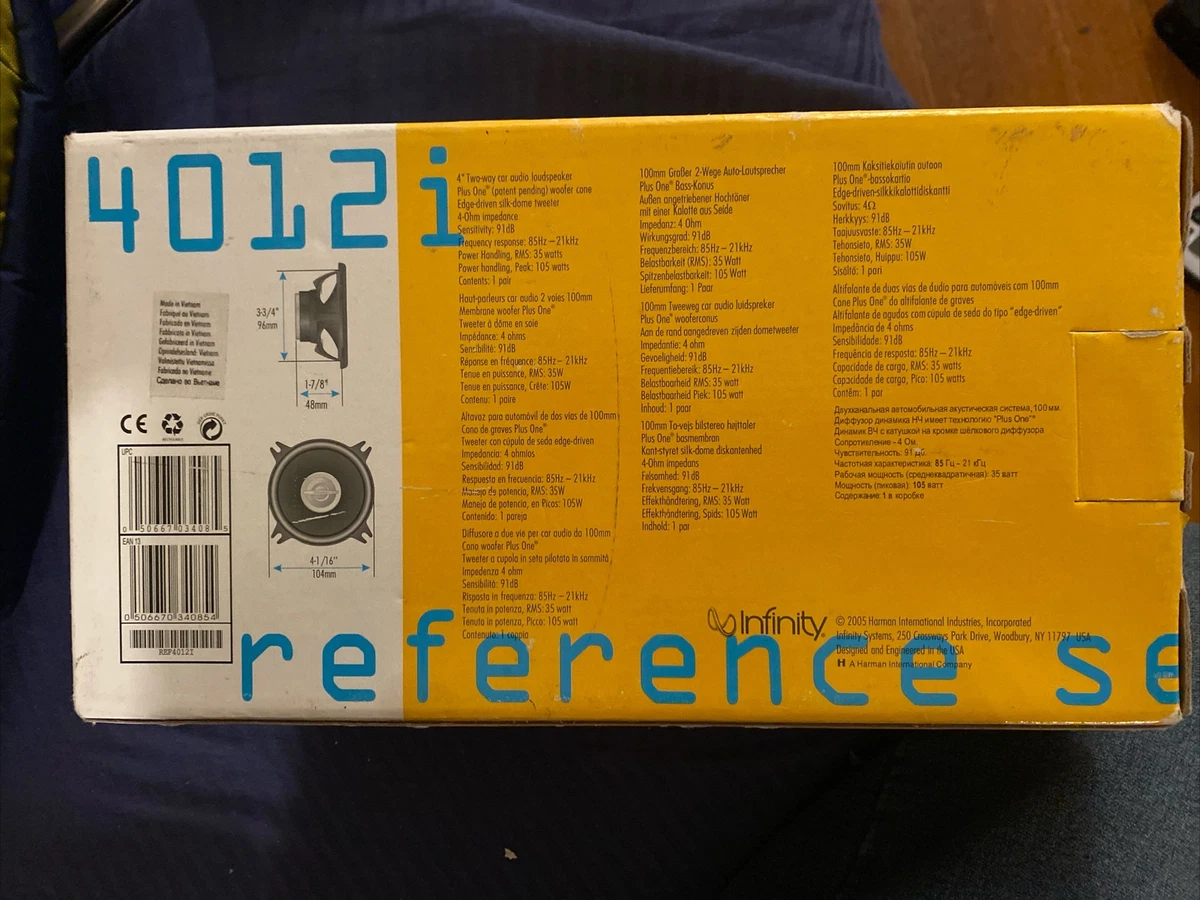 4012i
Made in Vietnam
Fabriqué au Vietnam
Fabricado en Vietnam
Fabbricato in Vietnam
Gefabriceerd in Vietnam
Oprindelsesland: Vietnam
Valmistettu Vietnamissa
Fabricado no Vietname
Сделано во Вьетнаме
3-3/4"
96mm
1-7/8"
48mm
CE
UPC
0 50667 03408 5
EAN 13
0 506670 340854
REF4012I
4-1/16"
104mm
4" Two-way car audio loudspeaker
Plus One® (patent pending) woofer cone
Edge-driven silk-dome tweeter
4-Ohm impedance
Sensitivity: 91dB
Frequency response: 85Hz – 21kHz
Power Handling, RMS: 35 watts
Power handling, Peak: 105 watts
Contents: 1 pair
Haut-parleurs car audio 2 voies 100mm
Membrane woofer Plus One®
Tweeter à dôme en soie
Impédance: 4 ohms
Sensibilité: 91dB
Réponse en fréquence: 85Hz – 21kHz
Tenue en puissance, RMS: 35W
Tenue en puissance, Crête: 105W
Contenu: 1 paire
Altavoz para automóvil de dos vías de 100mm
Cono de graves Plus One®
Tweeter con cúpula de seda edge-driven
Impedancia: 4 ohmios
Sensibilidad: 91dB
Respuesta en frecuencia: 85Hz – 21kHz
Manejo de potencia, RMS: 35W
Manejo de potencia, en Picos: 105W
Contenido: 1 pareja
Diffusore a due vie per car audio da 100mm
Cono woofer Plus One®
Tweeter a cupola in seta pilotato in sommità
Impedenza 4 ohm
Sensibilità: 91dB
Risposta in frequenza: 85Hz – 21kHz
Tenuta in potenza, RMS: 35 watt
Tenuta in potenza, Picco: 105 watt
Contenuto: 1 coppia
100mm Großer 2-Wege Auto-Lautsprecher
Plus One® Bass-Konus
Außen angetriebener Hochtöner
mit einer Kalotte aus Seide
Impedanz: 4 Ohm
Wirkungsgrad: 91dB
Frequenzbereich: 85Hz – 21kHz
Belastbarkeit (RMS): 35 Watt
Spitzenbelastbarkeit: 105 Watt
Lieferumfang: 1 Paar
100mm Tweeweg car audio luidspreker
Plus One® wooferconus
Aan de rand aangedreven zijden dometweeter
Impedantie: 4 ohm
Gevoeligheid: 91dB
Frequentiebereik: 85Hz – 21kHz
Belastbaarheid RMS: 35 watt
Belastbaarheid Piek: 105 watt
Inhoud: 1 paar
100mm To-vejs bilstereo højttaler
Plus One® basmembran
Kant-styret silk-dome diskantenhed
4-Ohm impedans
Følsomhed: 91dB
Frekvensgang: 85Hz – 21kHz
Effekthåndtering, RMS: 35 Watt
Effekthåndtering, Spids: 105 Watt
Indhold: 1 par
100mm Kaksitiekaiutin autoon
Plus One®-bassokartio
Edge-driven-silkkikalottidiskantti
Sovitus: 4Ω
Herkkyys: 91dB
Taajuusvaste: 85Hz – 21kHz
Tehonsieto, RMS: 35W
Tehonsieto, Huippu: 105W
Sisältö: 1 pari
Altifalante de duas vias de áudio para automóveis com 100mm
Cone Plus One® do altifalante de graves
Altifalante de agudos com cúpula de seda do tipo "edge-driven"
Impedância de 4 ohms
Sensibilidade: 91dB
Frequência de resposta: 85Hz – 21kHz
Capacidade de carga, RMS: 35 watts
Capacidade de carga, Pico: 105 watts
Contém: 1 par
Двухканальная автомобильная акустическая система, 100 мм
Диффузор динамика НЧ имеет технологию "Plus One"®
Динамик ВЧ с катушкой на кромке шёлкового диффузора
Сопротивление - 4 Ом.
Чувствительность: 91 дБ.
Частотная характеристика: 85 Гц – 21 кГц
Рабочая мощность (среднеквадратичная): 35 ватт
Мощность (пиковая): 105 ватт
Содержание: 1 в коробке
Infinity®
© 2005 Harman International Industries, Incorporated
Infinity Systems, 250 Crossways Park Drive, Woodbury, NY 11797 USA
Designed and Engineered in the USA
H A Harman International Company
reference se